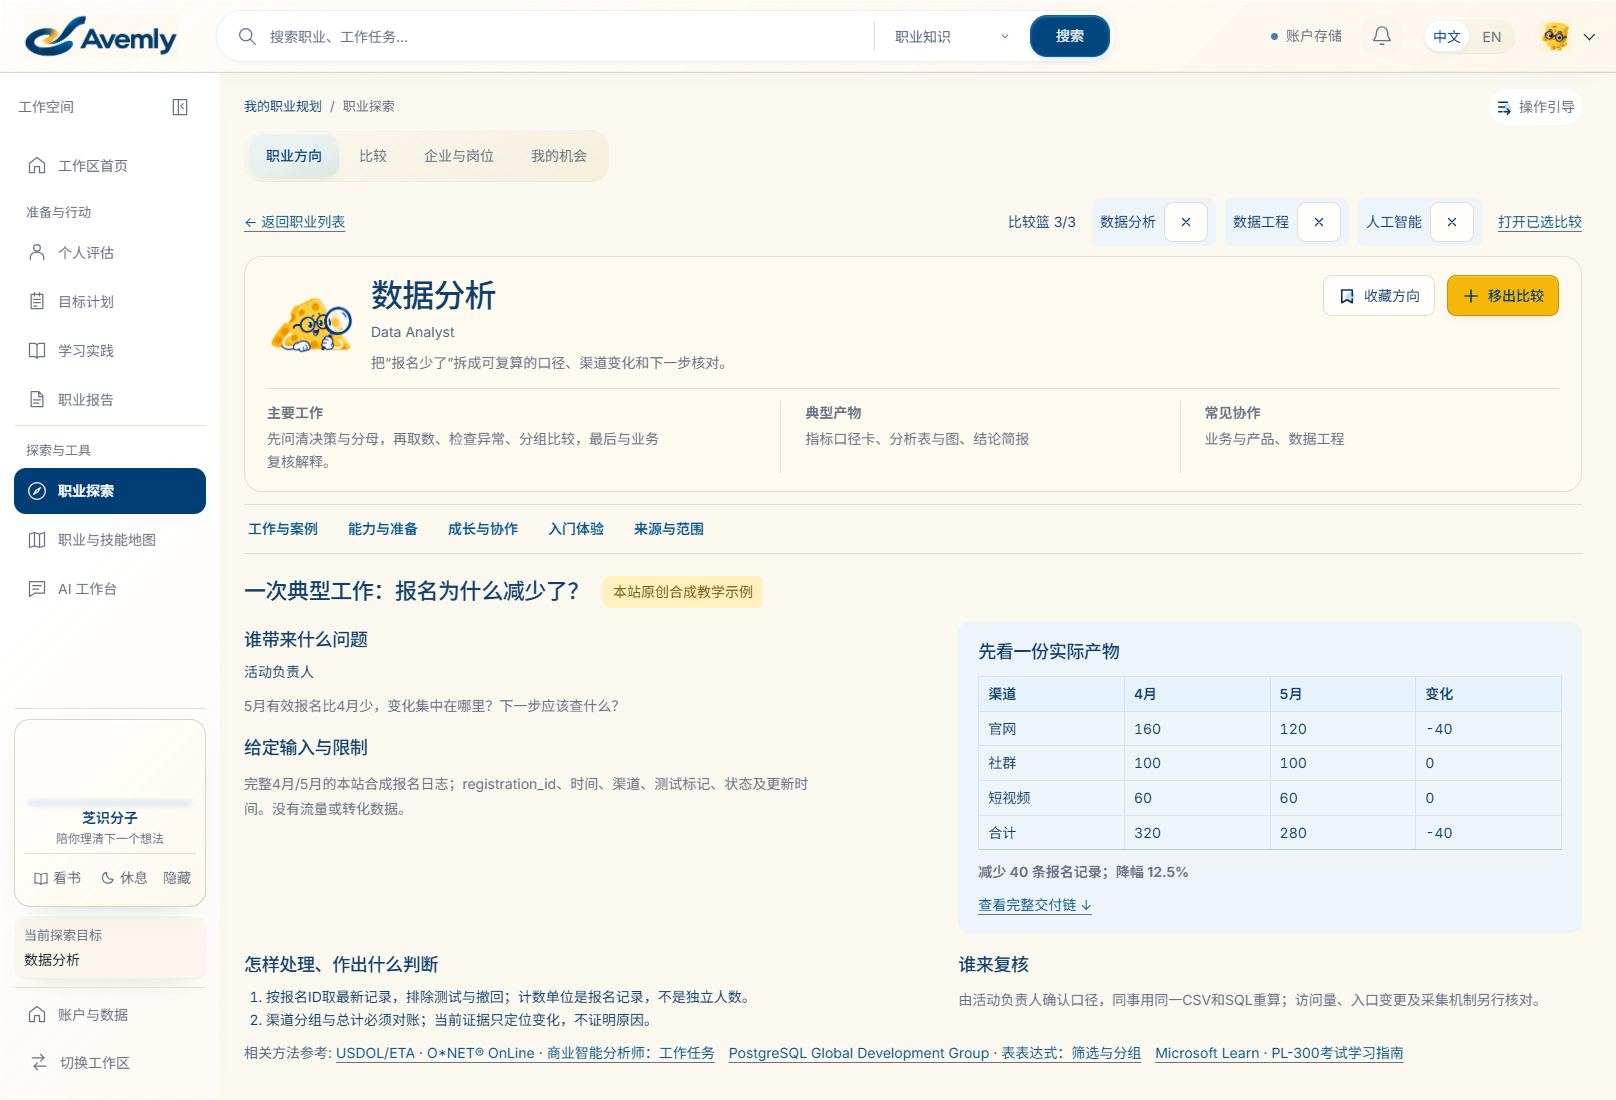 Avemly
搜索职业、工作任务...
职业知识
搜索
账户存储
中文 EN
工作空间
工作区首页
准备与行动
个人评估
目标计划
学习实践
职业报告
探索与工具
职业探索
职业与技能地图
AI 工作台
芝识分子
陪你理清下一个想法
看书 休息 隐藏
当前探索目标
数据分析
账户与数据
切换工作区
我的职业规划 / 职业探索
操作引导
职业方向 比较 企业与岗位 我的机会
← 返回职业列表
比较篮 3/3 数据分析 × 数据工程 × 人工智能 × 打开已选比较
数据分析
Data Analyst
把“报名少了”拆成可复算的口径、渠道变化和下一步核对。
收藏方向
+ 移出比较
主要工作
先问清决策与分母，再取数、检查异常、分组比较，最后与业务
复核解释。
典型产物
指标口径卡、分析表与图、结论简报
常见协作
业务与产品、数据工程
工作与案例 能力与准备 成长与协作 入门体验 来源与范围
一次典型工作：报名为什么减少了？ 本站原创合成教学示例
谁带来什么问题
活动负责人
5月有效报名比4月少，变化集中在哪里？下一步应该查什么？
给定输入与限制
完整4月/5月的本站合成报名日志；registration_id、时间、渠道、测试标记、状态及更新时
间。没有流量或转化数据。
先看一份实际产物
渠道 4月 5月 变化
官网 160 120 -40
社群 100 100 0
短视频 60 60 0
合计 320 280 -40
减少 40 条报名记录；降幅 12.5%
查看完整交付链 ↓
怎样处理、作出什么判断
1. 按报名ID取最新记录，排除测试与撤回；计数单位是报名记录，不是独立人数。
2. 渠道分组与总计必须对账；当前证据只定位变化，不证明原因。
谁来复核
由活动负责人确认口径，同事用同一CSV和SQL重算；访问量、入口变更及采集机制另行核对。
相关方法参考: USDOL/ETA · O*NET® OnLine · 商业智能分析师：工作任务 PostgreSQL Global Development Group · 表表达式：筛选与分组 Microsoft Learn · PL-300考试学习指南